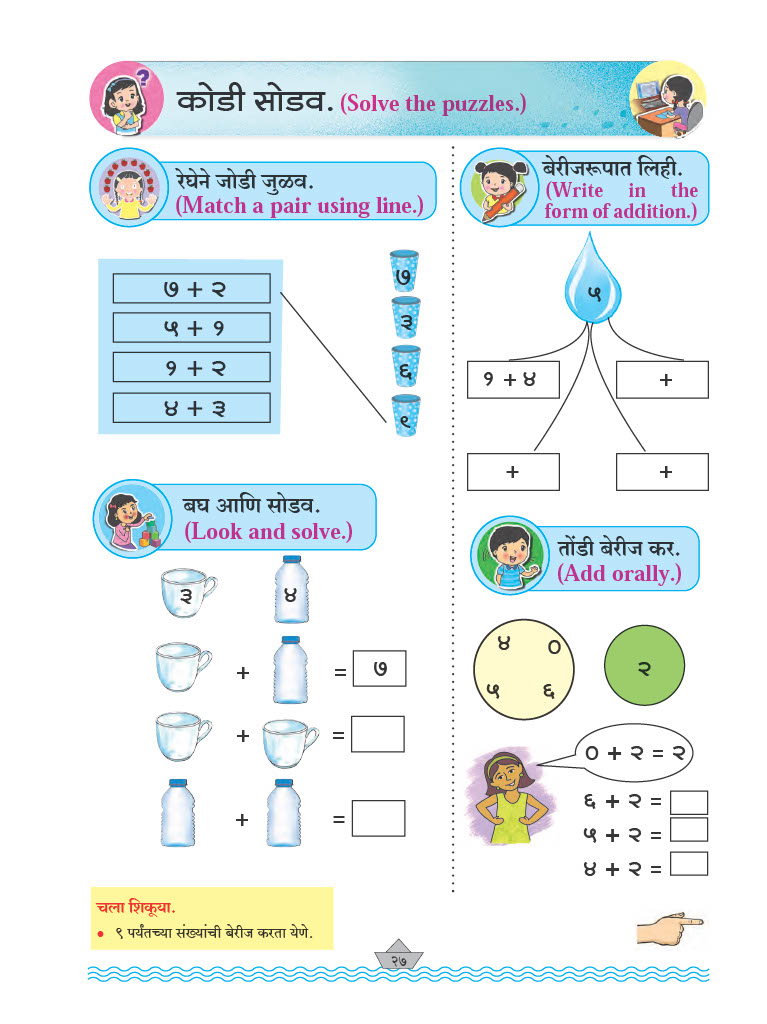 कोडी सोडव. (Solve the puzzles.)
रेघेने जोडी जुळव.
(Match a pair using line.)
७ + २
५ + १
१ + २
४ + ३
७
३
६
९
बघ आणि सोडव.
(Look and solve.)
३ ४
+ = ७
+ =
+ =
चला शिकूया.
• ९ पर्यंतच्या संख्यांची बेरीज करता येणे.
बेरीजरूपात लिही.
(Write in the
form of addition.)
५
१ + ४ +
+ +
तोंडी बेरीज कर.
(Add orally.)
४ ०
५ ६
२
० + २ = २
६ + २ =
५ + २ =
४ + २ =
२७